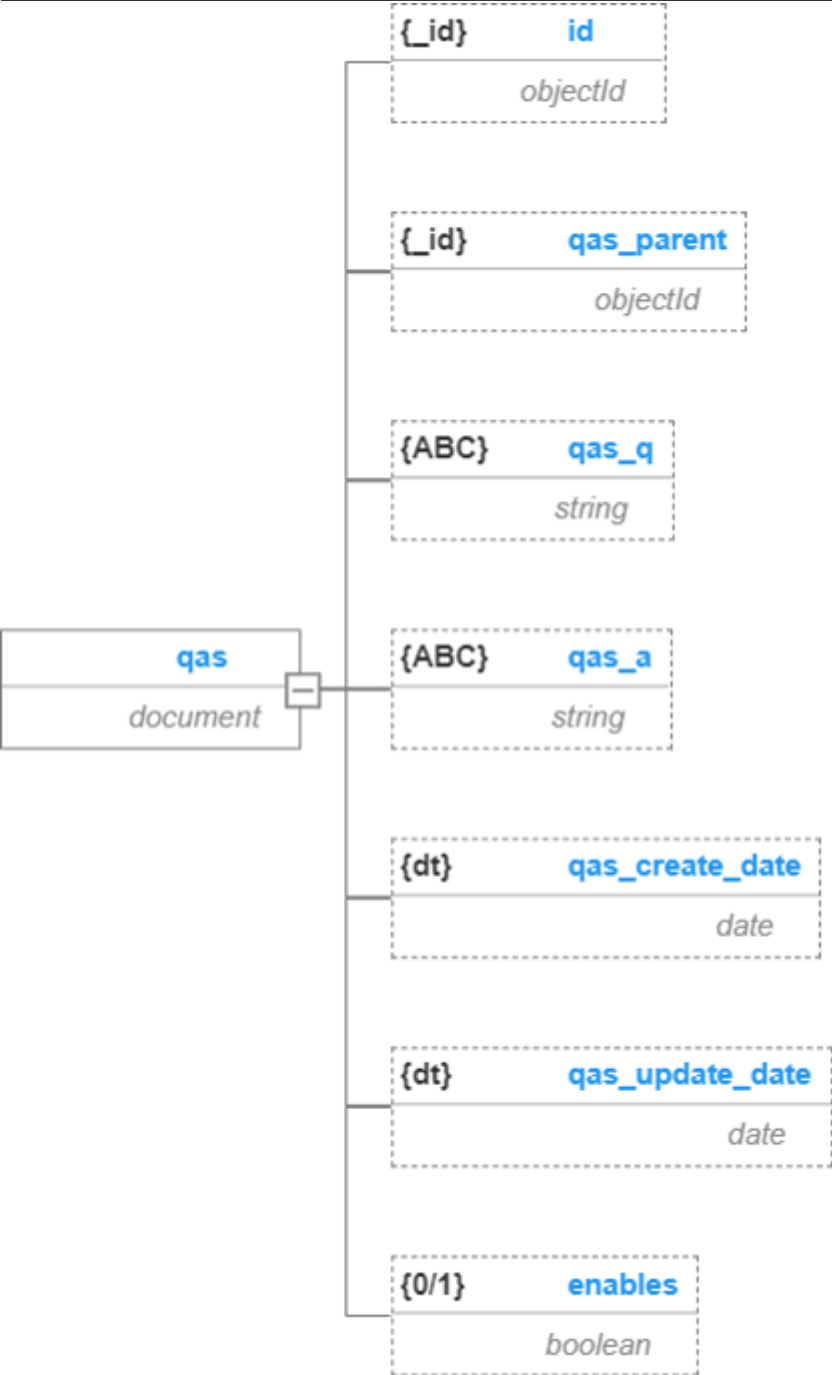 {_id} id
objectId
{_id} qas_parent
objectId
{ABC} qas_q
string
qas
document
{ABC} qas_a
string
{dt} qas_create_date
date
{dt} qas_update_date
date
{0/1} enables
boolean